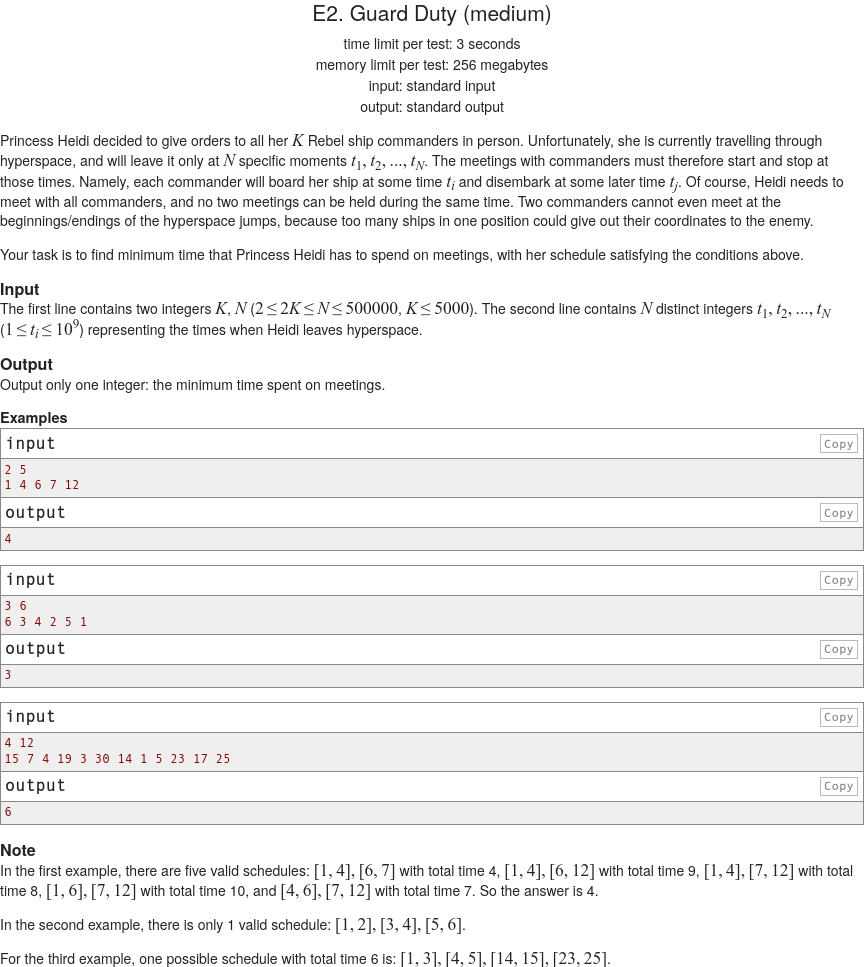 E2. Guard Duty (medium)
time limit per test: 3 seconds
memory limit per test: 256 megabytes
input: standard input
output: standard output
Princess Heidi decided to give orders to all her K Rebel ship commanders in person. Unfortunately, she is currently travelling through
hyperspace, and will leave it only at N specific moments t1, t2, ..., tN. The meetings with commanders must therefore start and stop at
those times. Namely, each commander will board her ship at some time ti and disembark at some later time tj. Of course, Heidi needs to
meet with all commanders, and no two meetings can be held during the same time. Two commanders cannot even meet at the
beginnings/endings of the hyperspace jumps, because too many ships in one position could give out their coordinates to the enemy.
Your task is to find minimum time that Princess Heidi has to spend on meetings, with her schedule satisfying the conditions above.
Input
The first line contains two integers K, N (2 ≤ 2K ≤ N ≤ 500000, K ≤ 5000). The second line contains N distinct integers t1, t2, ..., tN
(1 ≤ ti ≤ 10^9) representing the times when Heidi leaves hyperspace.
Output
Output only one integer: the minimum time spent on meetings.
Examples
input Copy
2 5
1 4 6 7 12
output Copy
4
input Copy
3 6
6 3 4 2 5 1
output Copy
3
input Copy
4 12
15 7 4 19 3 30 14 1 5 23 17 25
output Copy
6
Note
In the first example, there are five valid schedules: [1, 4], [6, 7] with total time 4, [1, 4], [6, 12] with total time 9, [1, 4], [7, 12] with total
time 8, [1, 6], [7, 12] with total time 10, and [4, 6], [7, 12] with total time 7. So the answer is 4.
In the second example, there is only 1 valid schedule: [1, 2], [3, 4], [5, 6].
For the third example, one possible schedule with total time 6 is: [1, 3], [4, 5], [14, 15], [23, 25].